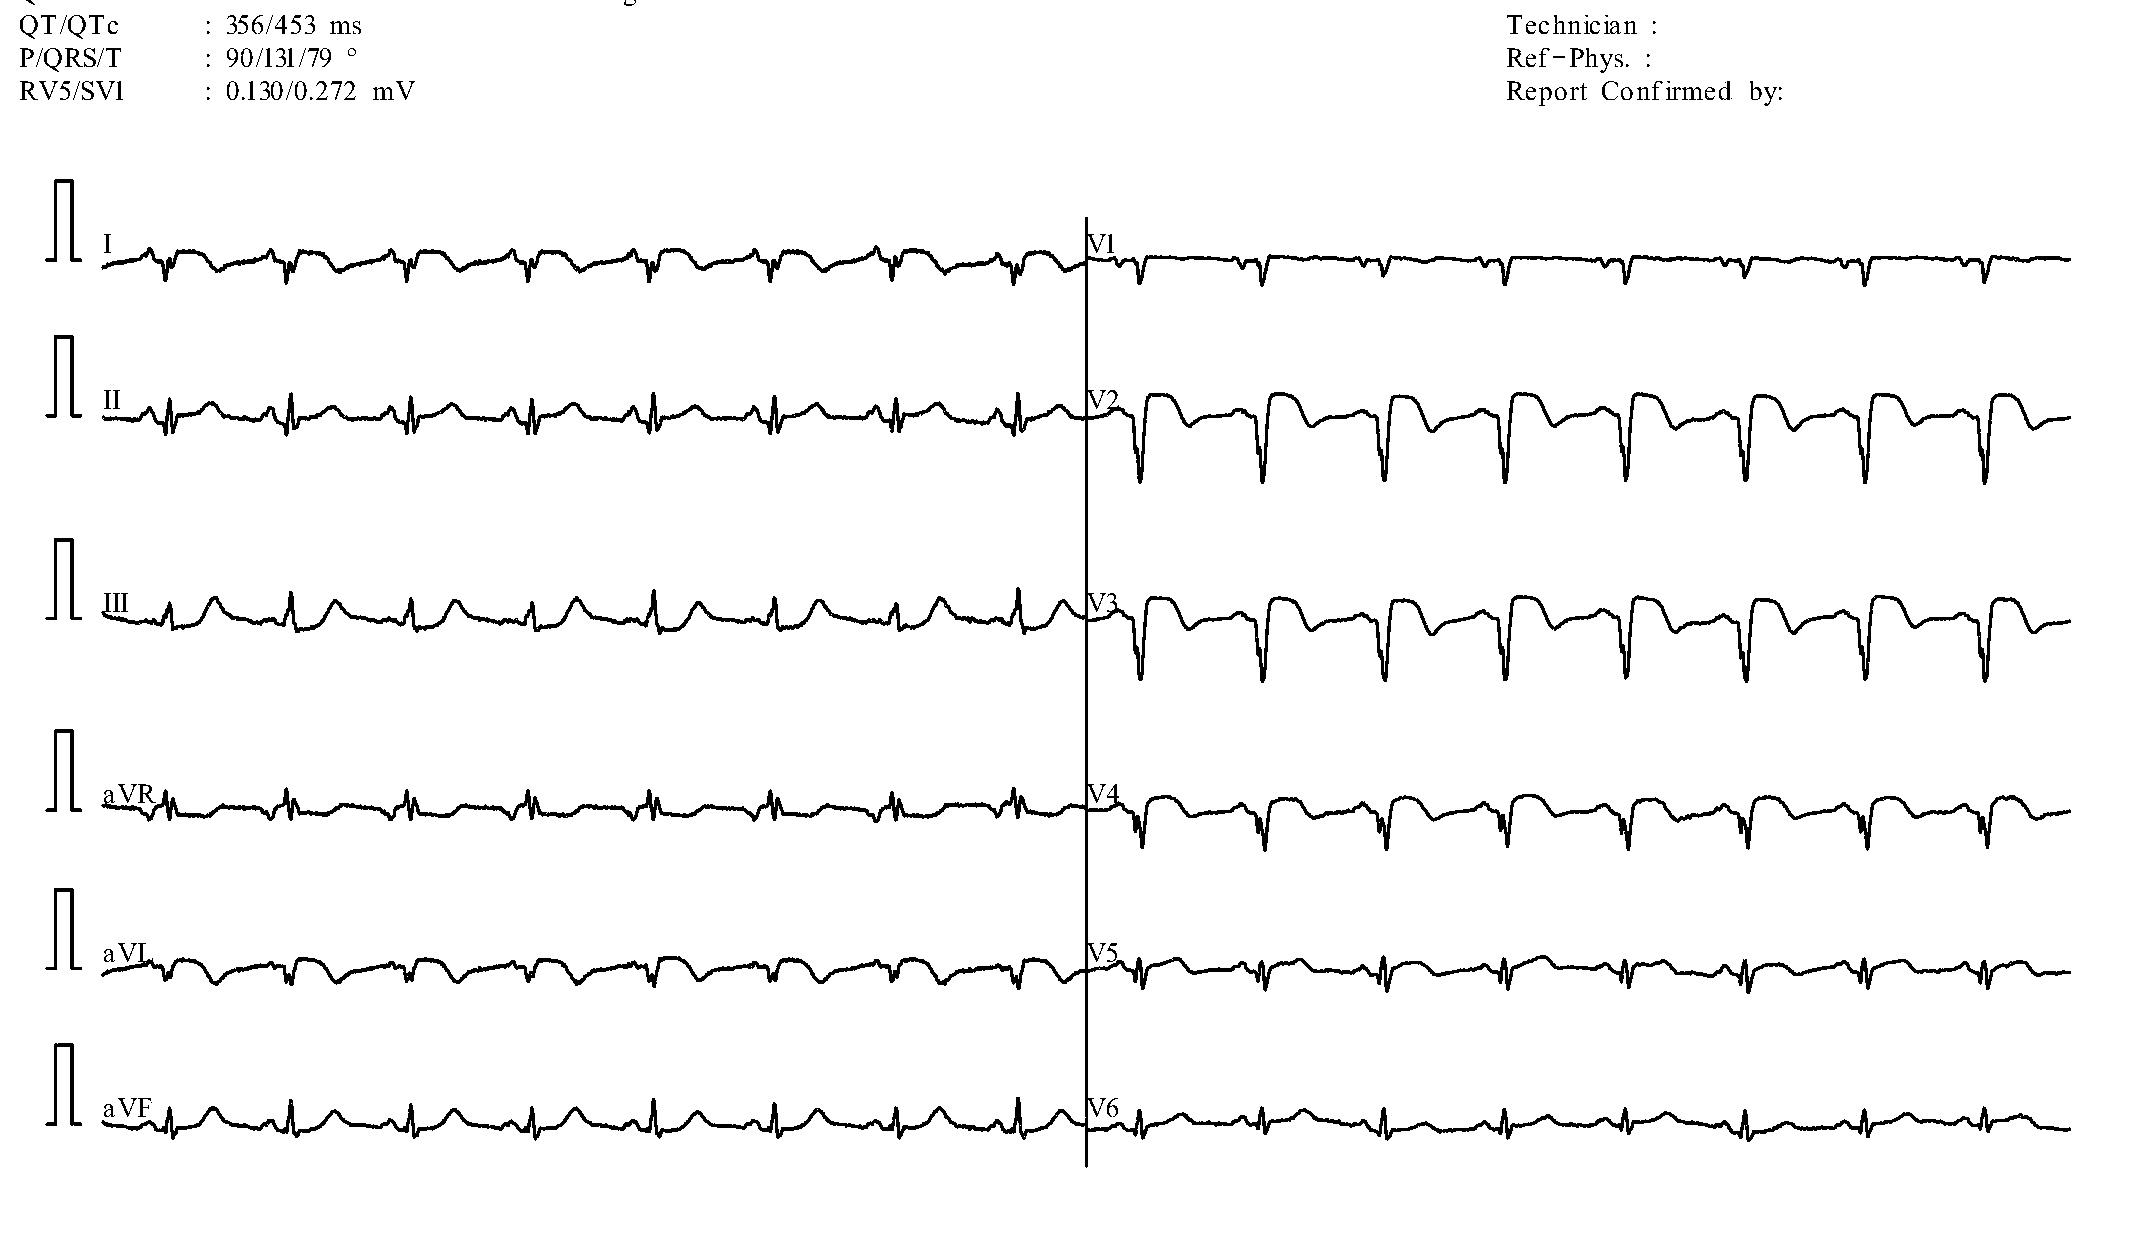 QT/QTc : 356/453 ms
P/QRS/T : 90/131/79 °
RV5/SV1 : 0.130/0.272 mV
Technician :
Ref-Phys. :
Report Confirmed by:
I
II
III
aVR
aVL
aVF
V1
V2
V3
V4
V5
V6